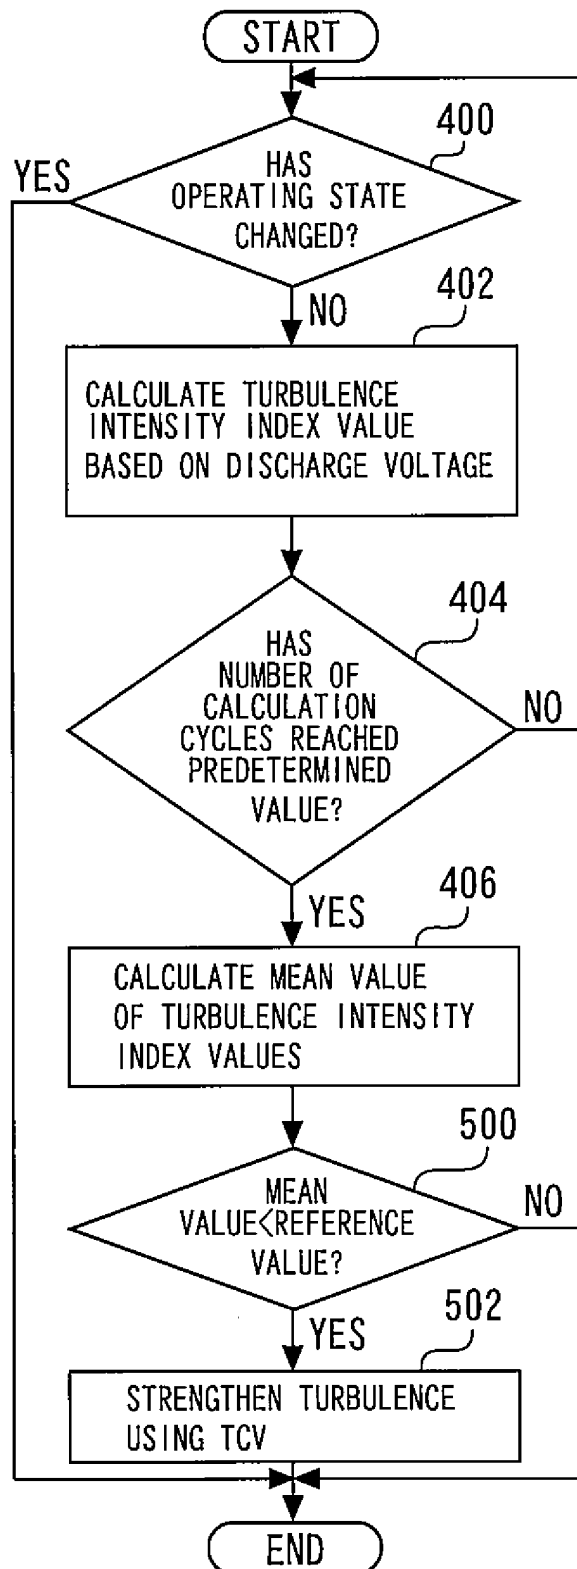 START
400
HAS
OPERATING STATE
CHANGED?
YES
NO
402
CALCULATE TURBULENCE
INTENSITY INDEX VALUE
BASED ON DISCHARGE VOLTAGE
404
HAS
NUMBER OF
CALCULATION
CYCLES REACHED
PREDETERMINED
VALUE?
NO
YES
406
CALCULATE MEAN VALUE
OF TURBULENCE INTENSITY
INDEX VALUES
500
MEAN
VALUE<REFERENCE
VALUE?
NO
YES
502
STRENGTHEN TURBULENCE
USING TCV
END